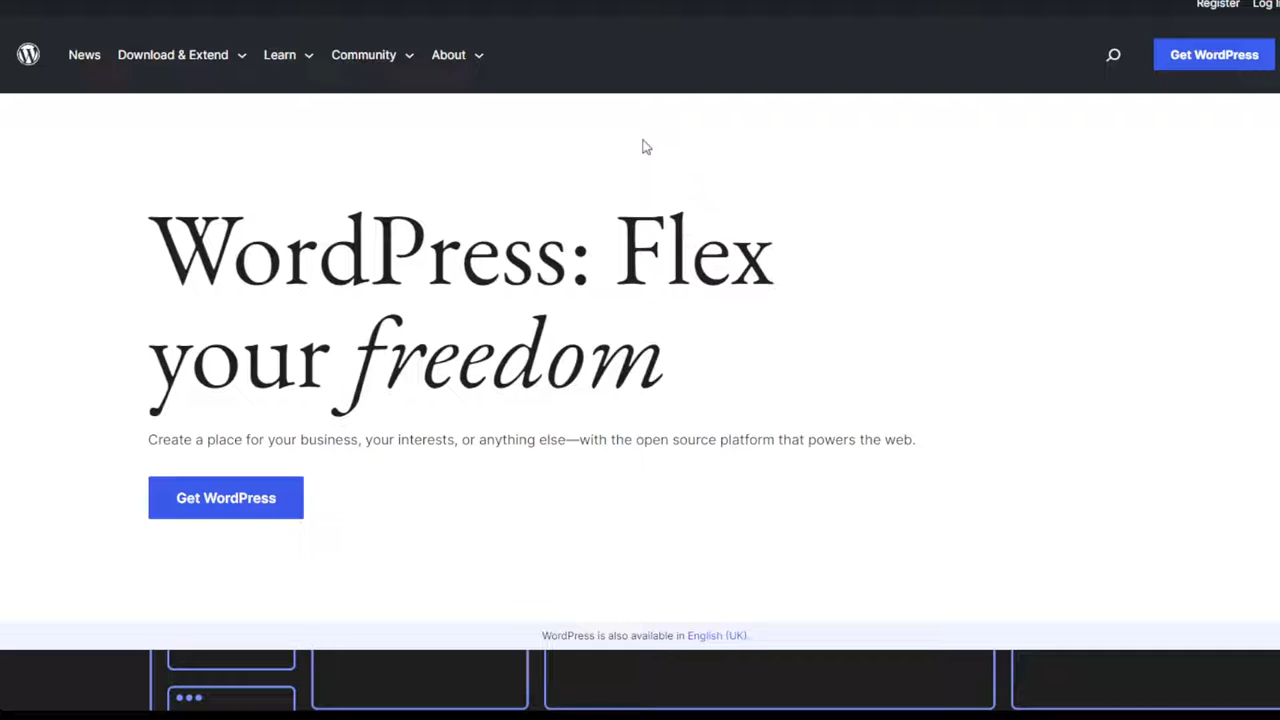 Register Log
News Download & Extend Learn Community About Get WordPress
WordPress: Flex
your freedom
Create a place for your business, your interests, or anything else—with the open source platform that powers the web.
Get WordPress
WordPress is also available in English (UK).